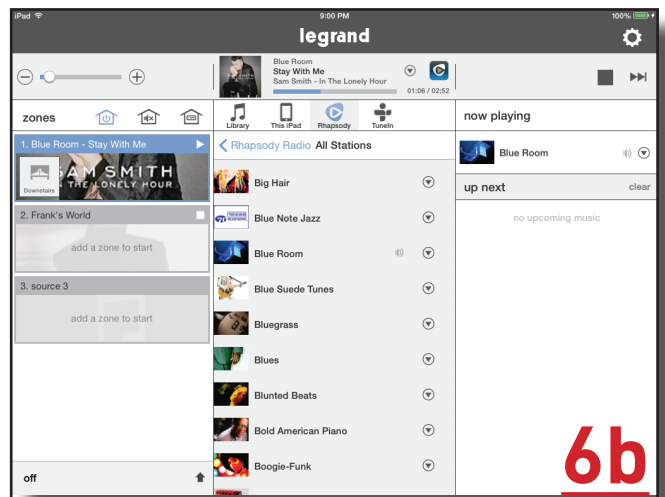 iPad
9:00 PM
100%
legrand
Blue Room
Stay With Me
Sam Smith - In The Lonely Hour
01:06 / 02:52
zones
Library
This iPad
Rhapsody
TuneIn
now playing
1. Blue Room - Stay With Me
SAM SMITH
THE LONELY HOUR
Downstairs
2. Frank's World
add a zone to start
3. source 3
add a zone to start
off
Rhapsody Radio All Stations
Big Hair
Blue Note Jazz
Blue Room
Blue Suede Tunes
Bluegrass
Blues
Blunted Beats
Bold American Piano
Boogie-Funk
Blue Room
up next
clear
no upcoming music
6b